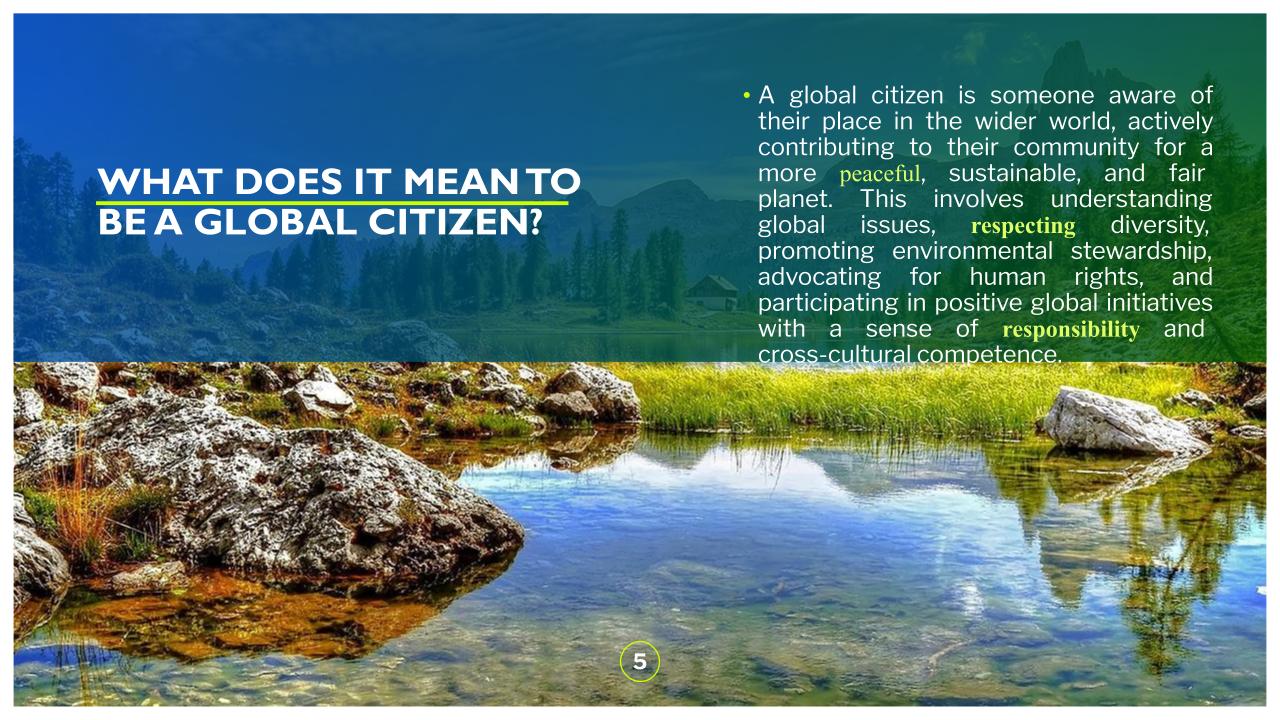 WHAT DOES IT MEAN TO
BE A GLOBAL CITIZEN?
• A global citizen is someone aware of
their place in the wider world, actively
contributing to their community for a
more peaceful, sustainable, and fair
planet. This involves understanding
global issues, respecting diversity,
promoting environmental stewardship,
advocating for human rights, and
participating in positive global initiatives
with a sense of responsibility and
cross-cultural competence.
5